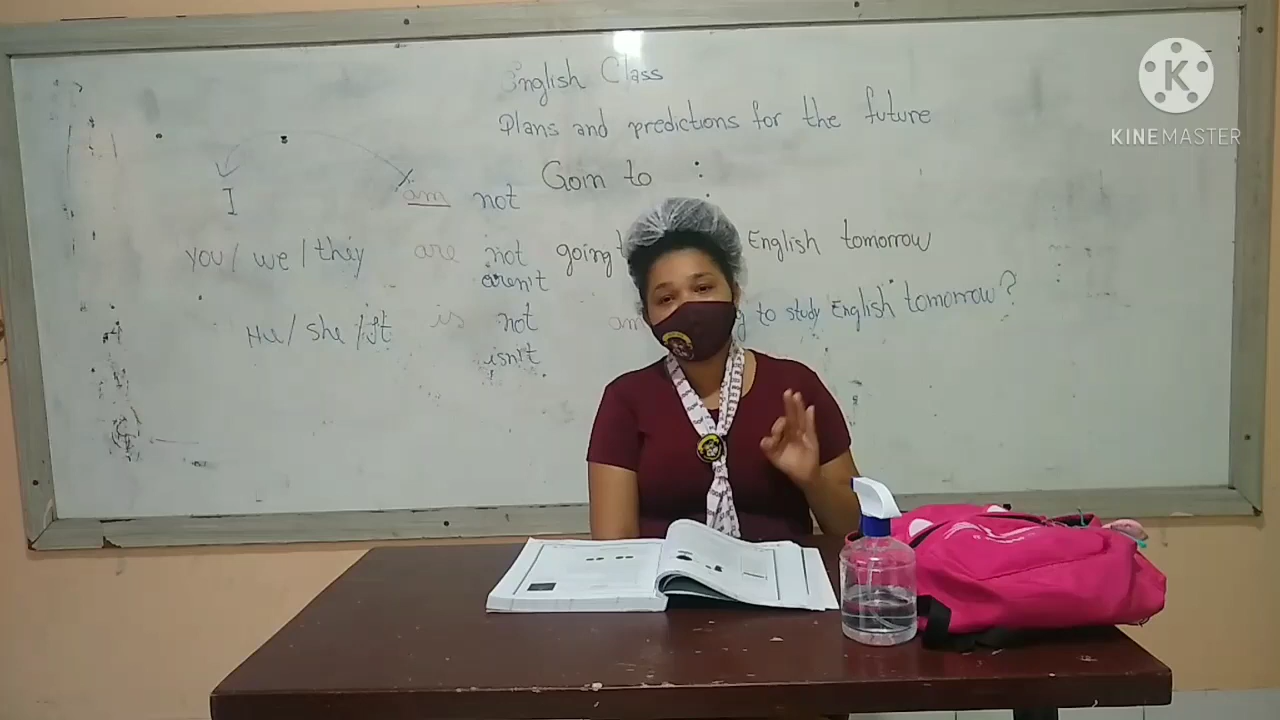 English Class
Plans and predictions for the future
Goin to :
I am not
you / we / they are not going English tomorrow
aren't
He / she / It is not am to study English tomorrow ?
isn't
K
KINEMASTER